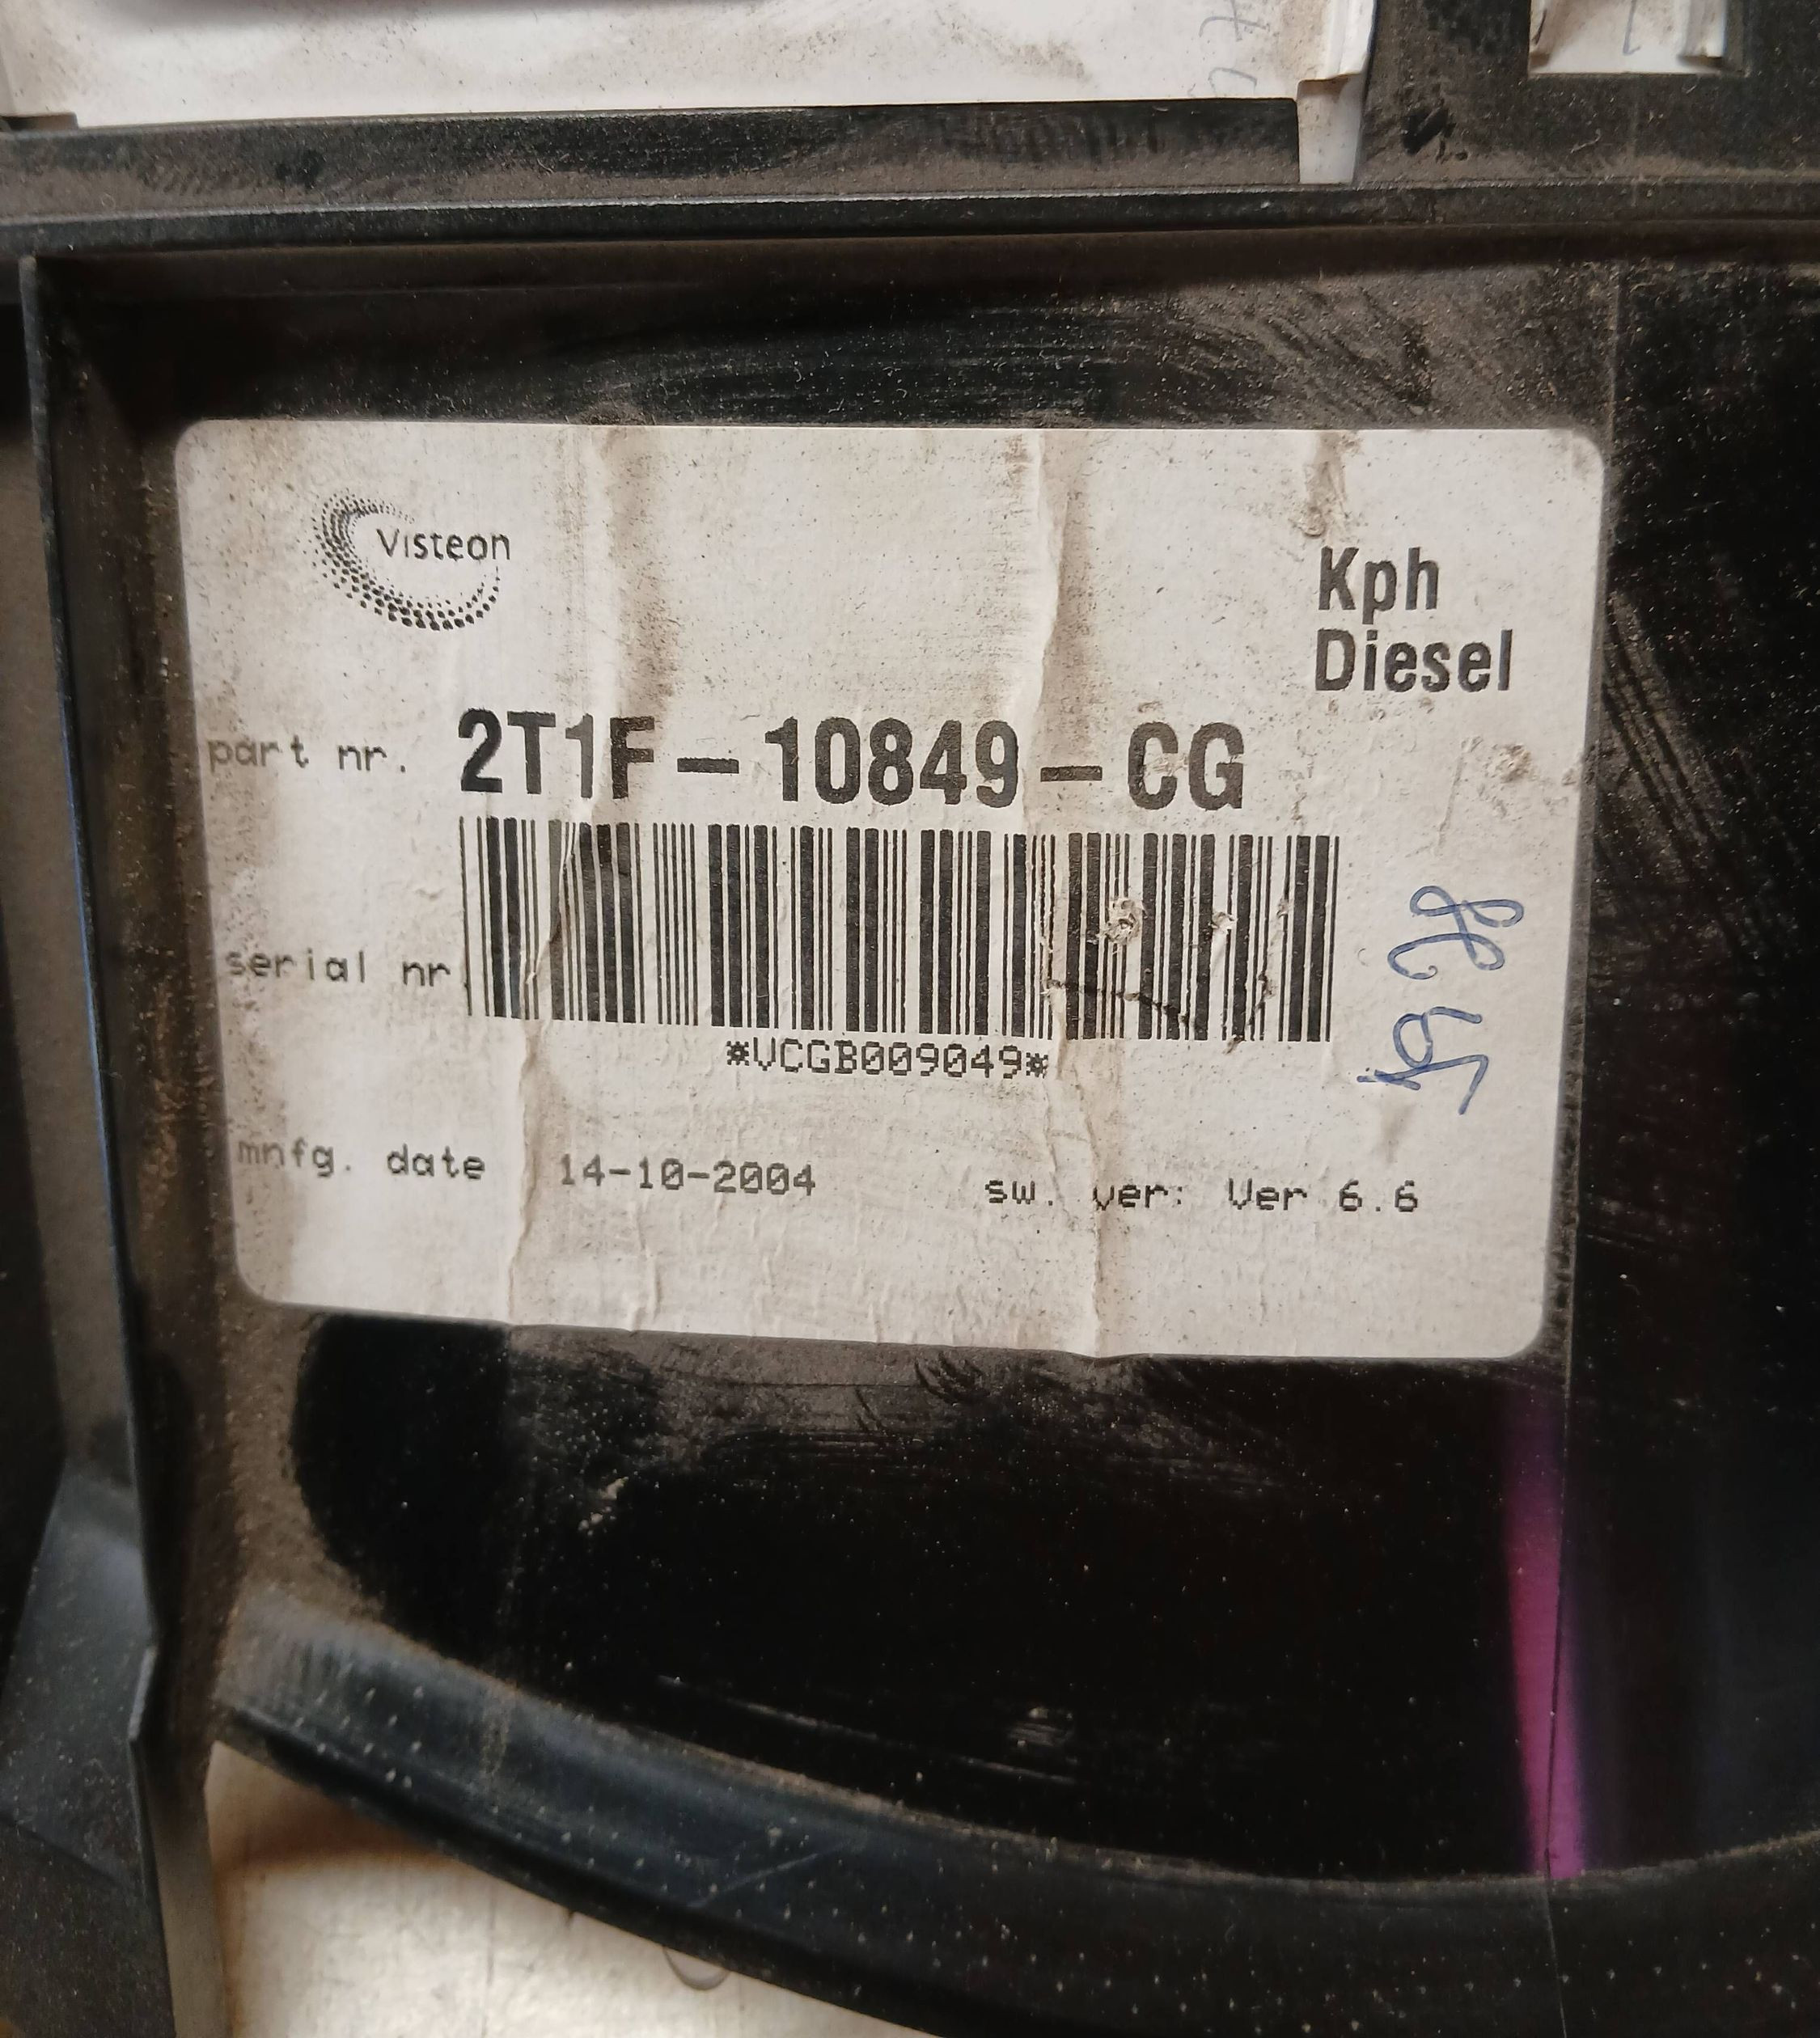 Visteon
Kph
Diesel
part nr. 2T1F-10849-CG
serial nr
*VCGB009049*
mnfg. date 14-10-2004 sw. ver: Ver 6.6